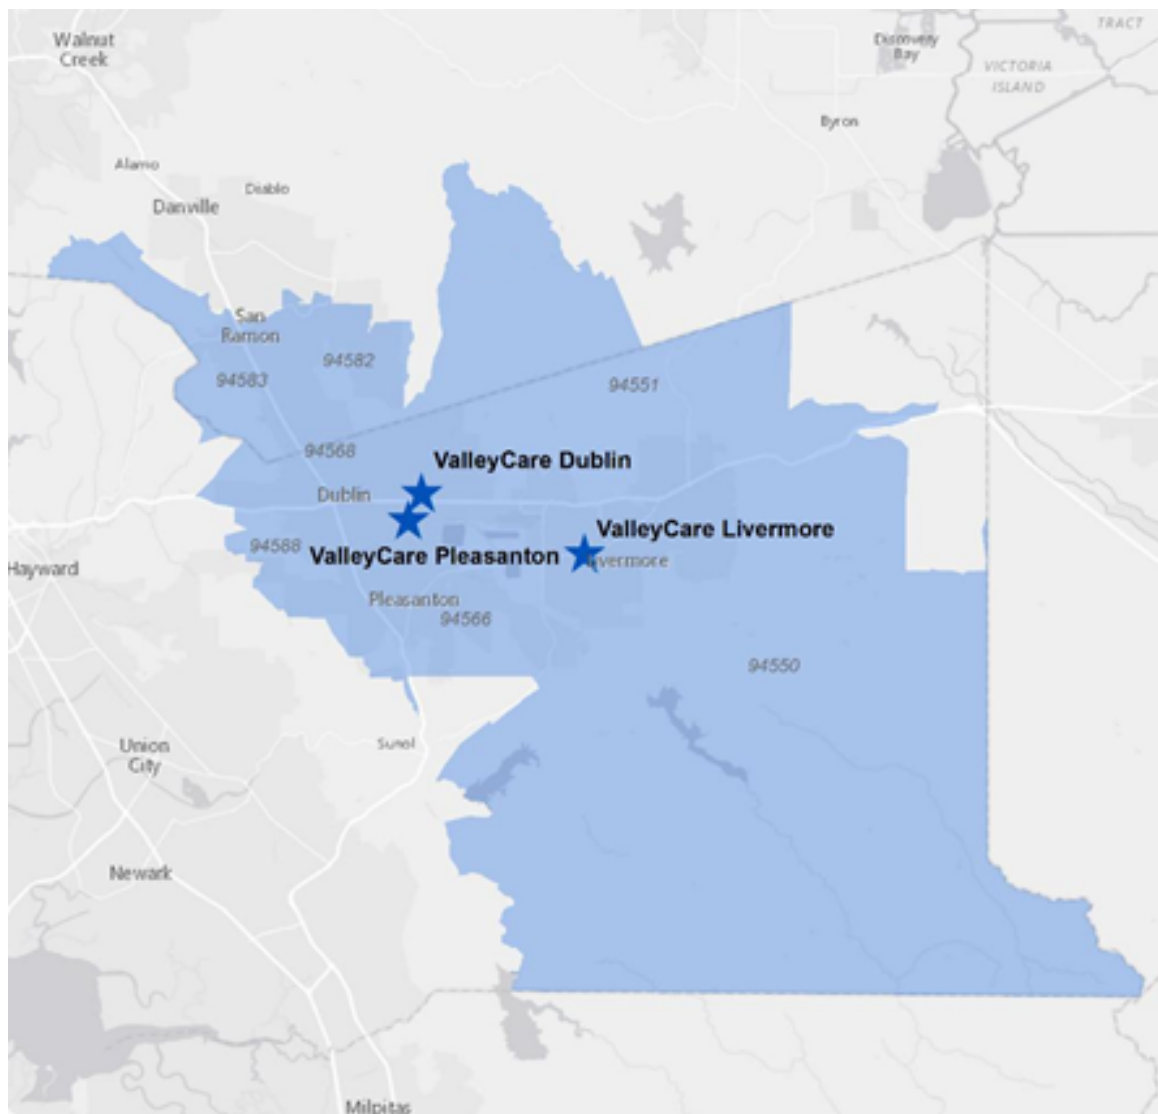 TRACT
Walnut
Creek
Discovery
Bay
VICTORIA
ISLAND
Byron
Alamo
Diablo
Danville
San
Ramon
94582
94583
94551
94568
ValleyCare Dublin
Dublin
ValleyCare Livermore
94588
ValleyCare Pleasanton
Livermore
Hayward
Pleasanton
94566
94550
Sunol
Union
City
Newark
Milpitas